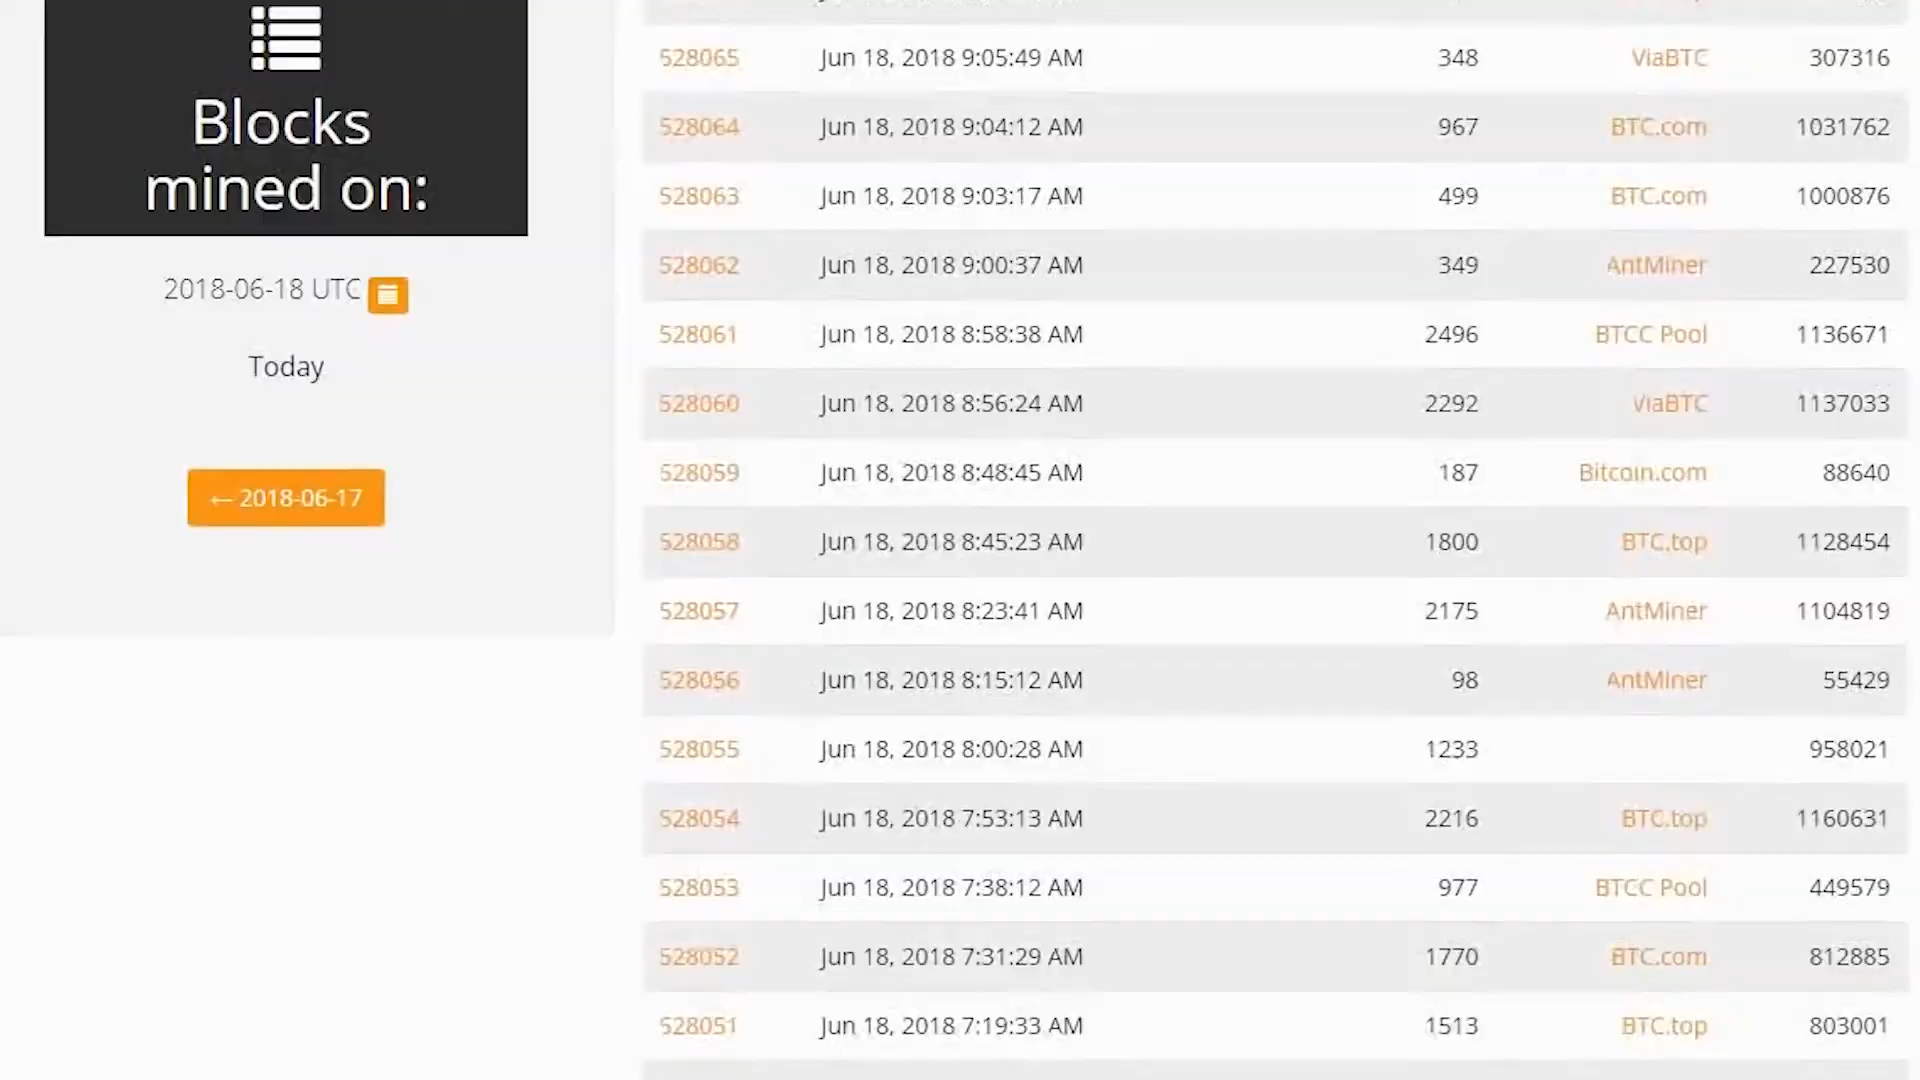 Blocks
mined on:
2018-06-18 UTC
Today
← 2018-06-17
528065 Jun 18, 2018 9:05:49 AM 348 ViaBTC 307316
528064 Jun 18, 2018 9:04:12 AM 967 BTC.com 1031762
528063 Jun 18, 2018 9:03:17 AM 499 BTC.com 1000876
528062 Jun 18, 2018 9:00:37 AM 349 AntMiner 227530
528061 Jun 18, 2018 8:58:38 AM 2496 BTCC Pool 1136671
528060 Jun 18, 2018 8:56:24 AM 2292 ViaBTC 1137033
528059 Jun 18, 2018 8:48:45 AM 187 Bitcoin.com 88640
528058 Jun 18, 2018 8:45:23 AM 1800 BTC.top 1128454
528057 Jun 18, 2018 8:23:41 AM 2175 AntMiner 1104819
528056 Jun 18, 2018 8:15:12 AM 98 AntMiner 55429
528055 Jun 18, 2018 8:00:28 AM 1233 958021
528054 Jun 18, 2018 7:53:13 AM 2216 BTC.top 1160631
528053 Jun 18, 2018 7:38:12 AM 977 BTCC Pool 449579
528052 Jun 18, 2018 7:31:29 AM 1770 BTC.com 812885
528051 Jun 18, 2018 7:19:33 AM 1513 BTC.top 803001